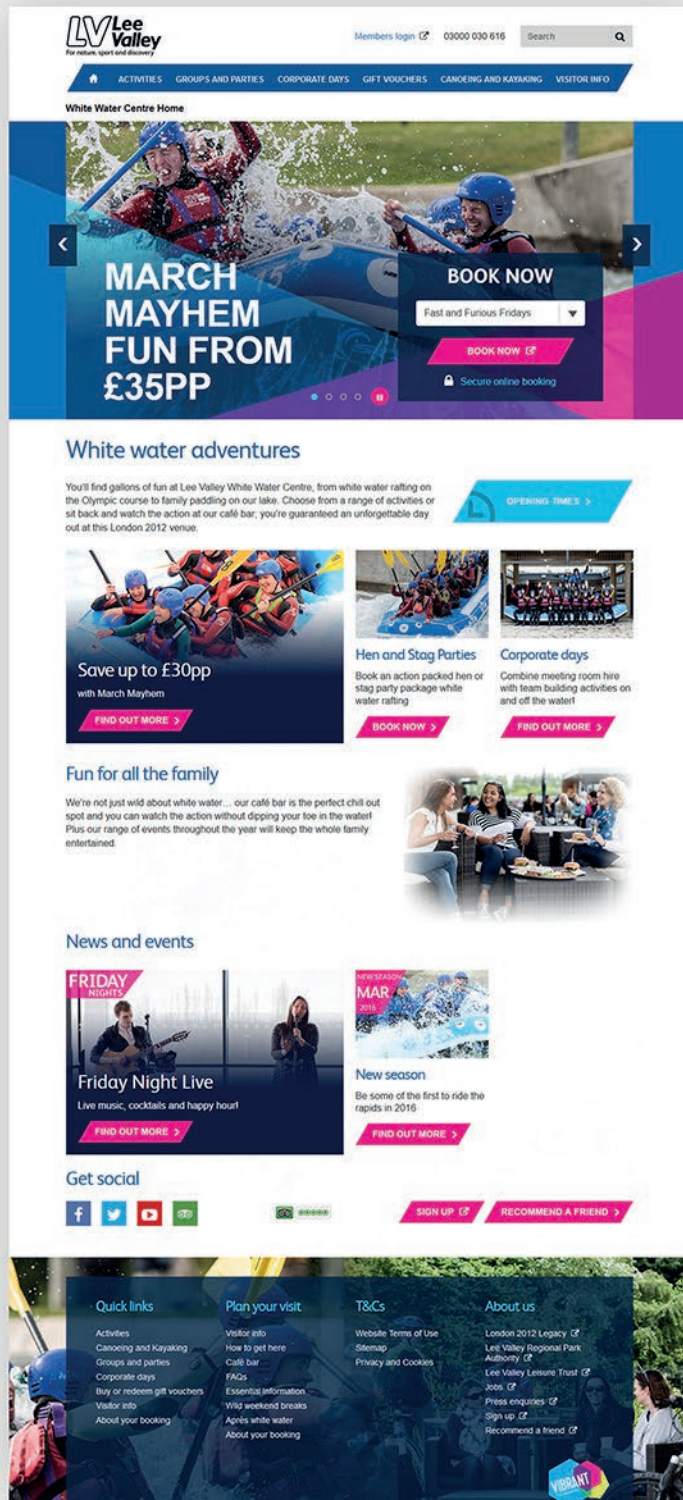 LV Lee
Valley
For nature, sport and discovery
Members login
03000 030 616
Search
ACTIVITIES GROUPS AND PARTIES CORPORATE DAYS GIFT VOUCHERS CANOEING AND KAYAKING VISITOR INFO
White Water Centre Home
MARCH
MAYHEM
FUN FROM
£35PP
BOOK NOW
Fast and Furious Fridays
BOOK NOW
Secure online booking
White water adventures
You'll find gallons of fun at Lee Valley White Water Centre, from white water rafting on
the Olympic course to family paddling on our lake. Choose from a range of activities or
sit back and watch the action at our café bar; you're guaranteed an unforgettable day
out at this London 2012 venue.
OPENING TIMES
Save up to £30pp
with March Mayhem
FIND OUT MORE
Hen and Stag Parties
Book an action packed hen or
stag party package white
water rafting
BOOK NOW
Corporate days
Combine meeting room hire
with team building activities on
and off the water!
FIND OUT MORE
Fun for all the family
We're not just wild about white water… our café bar is the perfect chill out
spot and you can watch the action without dipping your toe in the water!
Plus our range of events throughout the year will keep the whole family
entertained.
News and events
FRIDAY
NIGHTS
Friday Night Live
Live music, cocktails and happy hour!
FIND OUT MORE
NEW SEASON
MAR
2016
New season
Be some of the first to ride the
rapids in 2016
FIND OUT MORE
Get social
SIGN UP
RECOMMEND A FRIEND
Quick links
Activities
Canoeing and Kayaking
Groups and parties
Corporate days
Buy or redeem gift vouchers
Visitor info
About your booking
Plan your visit
Visitor info
How to get here
Café bar
FAQs
Essential Information
Wild weekend breaks
Après white water
About your booking
T&Cs
Website Terms of Use
Sitemap
Privacy and Cookies
About us
London 2012 Legacy
Lee Valley Regional Park
Authority
Lee Valley Leisure Trust
Jobs
Press enquiries
Sign up
Recommend a friend
VIBRANT